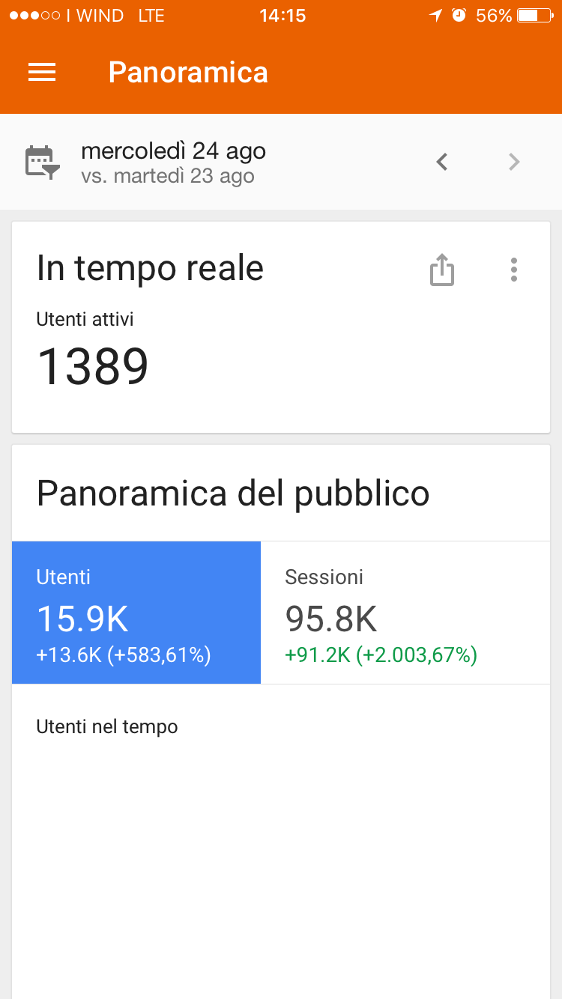 I WIND LTE 14:15 56%
Panoramica
mercoledì 24 ago
vs. martedì 23 ago
In tempo reale
Utenti attivi
1389
Panoramica del pubblico
Utenti
15.9K
+13.6K (+583,61%)
Sessioni
95.8K
+91.2K (+2.003,67%)
Utenti nel tempo